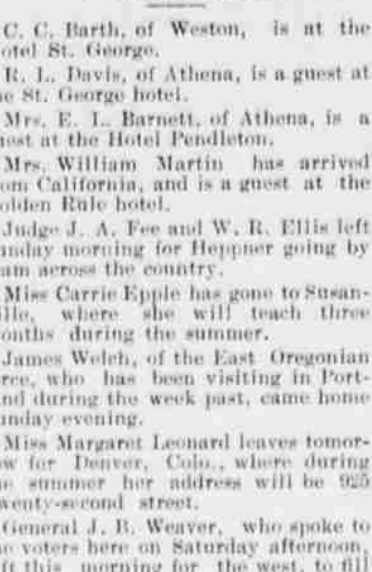 C. C. Barth, of Weston, is at the
otel St. George.
R. L. Davis, of Athena, is a guest at
e St. George hotel.
Mrs. E. L. Barnett, of Athena, is a
est at the Hotel Pendleton.
Mrs. William Martin has arrived
om California, and is a guest at the
olden Rule hotel.
Judge J. A. Fee and W. R. Ellis left
nday morning for Heppner going by
am across the country.
Miss Carrie Epple has gone to Susan-
ille, where she will teach three
onths during the summer.
James Welch, of the East Oregonian
rce, who has been visiting in Port-
nd during the week past, came home
nday evening.
Miss Margaret Leonard leaves tomor-
w for Denver, Colo., where during
e summer her address will be 925
wenty-second street.
General J. B. Weaver, who spoke to
e voters here on Saturday afternoon,
ft this morning for the west, to fill